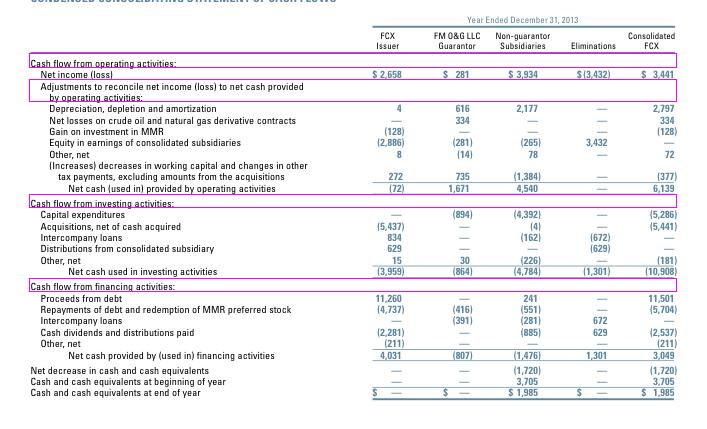 Year Ended December 31, 2013
FCX FM O&G LLC Non-guarantor Consolidated
Issuer Guarantor Subsidiaries Eliminations FCX
Cash flow from operating activities:
Net income (loss) $ 2,658 $ 281 $ 3,934 $ (3,432) $ 3,441
Adjustments to reconcile net income (loss) to net cash provided
by operating activities:
Depreciation, depletion and amortization 4 616 2,177 — 2,797
Net losses on crude oil and natural gas derivative contracts — 334 — — 334
Gain on investment in MMR (128) — — — (128)
Equity in earnings of consolidated subsidiaries (2,886) (281) (265) 3,432 —
Other, net 8 (14) 78 — 72
(Increases) decreases in working capital and changes in other
tax payments, excluding amounts from the acquisitions 272 735 (1,384) — (377)
Net cash (used in) provided by operating activities (72) 1,671 4,540 — 6,139
Cash flow from investing activities:
Capital expenditures — (894) (4,392) — (5,286)
Acquisitions, net of cash acquired (5,437) — (4) — (5,441)
Intercompany loans 834 — (162) (672) —
Distributions from consolidated subsidiary 629 — — (629) —
Other, net 15 30 (226) — (181)
Net cash used in investing activities (3,959) (864) (4,784) (1,301) (10,908)
Cash flow from financing activities:
Proceeds from debt 11,260 — 241 — 11,501
Repayments of debt and redemption of MMR preferred stock (4,737) (416) (551) — (5,704)
Intercompany loans — (391) (281) 672 —
Cash dividends and distributions paid (2,281) — (885) 629 (2,537)
Other, net (211) — — — (211)
Net cash provided by (used in) financing activities 4,031 (807) (1,476) 1,301 3,049
Net decrease in cash and cash equivalents — — (1,720) — (1,720)
Cash and cash equivalents at beginning of year — — 3,705 — 3,705
Cash and cash equivalents at end of year $ — $ — $ 1,985 $ — $ 1,985